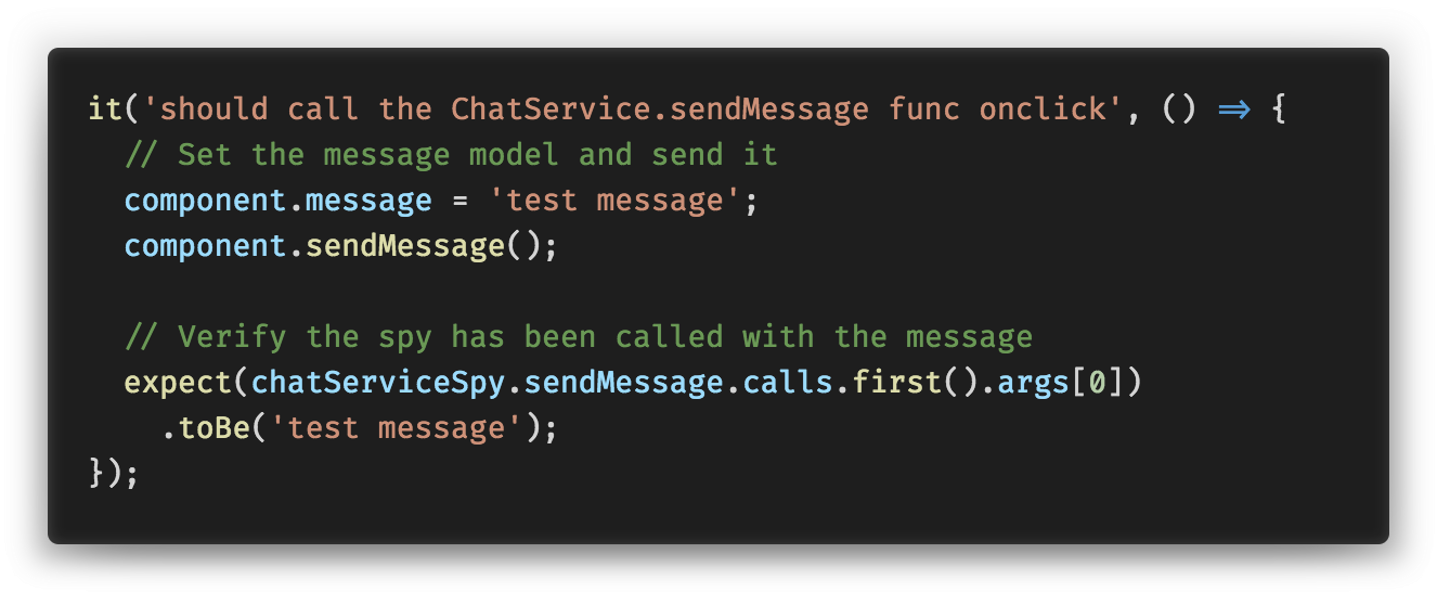 it('should call the ChatService.sendMessage func onclick', () => {
  // Set the message model and send it
  component.message = 'test message';
  component.sendMessage();

  // Verify the spy has been called with the message
  expect(chatServiceSpy.sendMessage.calls.first().args[0])
    .toBe('test message');
});